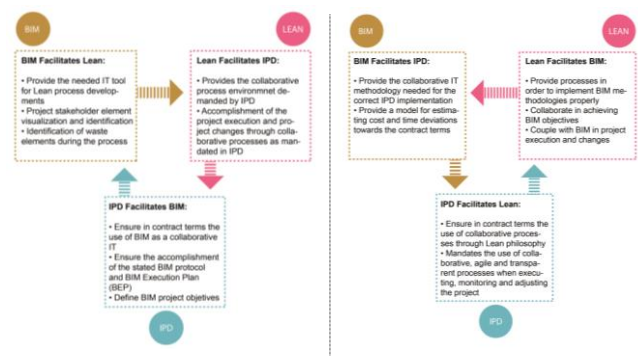 BIM
LEAN
BIM Facilitates Lean:
• Provide the needed IT tool
for Lean process develop-
ments
• Project stakeholder element
visualization and identification
• Identification of waste
elements during the process
Lean Facilitates IPD:
• Provides the collaborative
process environmnet de-
manded by IPD
• Accomplishment of the
project execution and pro-
ject changes through colla-
borative processes as man-
dated in IPD
IPD Facilitates BIM:
• Ensure in contract terms the
use of BIM as a collaborative
IT
• Ensure the accomplishment
of the stated BIM protocol
and BIM Execution Plan
(BEP)
• Define BIM project objetives
IPD
BIM
LEAN
BIM Facilitates IPD:
• Provide the collaborative IT
methodology needed for the
correct IPD implementation
• Provide a model for estima-
ting cost and time deviations
towards the contract terms
Lean Facilitates BIM:
• Provide processes in
order to implement BIM me-
thodologies properly
• Collaborate in achieving
BIM objectives
• Couple with BIM in project
execution and changes
IPD Facilitates Lean:
• Ensure in contract terms the
use of collaborative proces-
ses through Lean philosophy
• Mandates the use of colla-
borative, agile and transpa-
rent processes when execu-
ting, monitoring and adjusting
the project
IPD